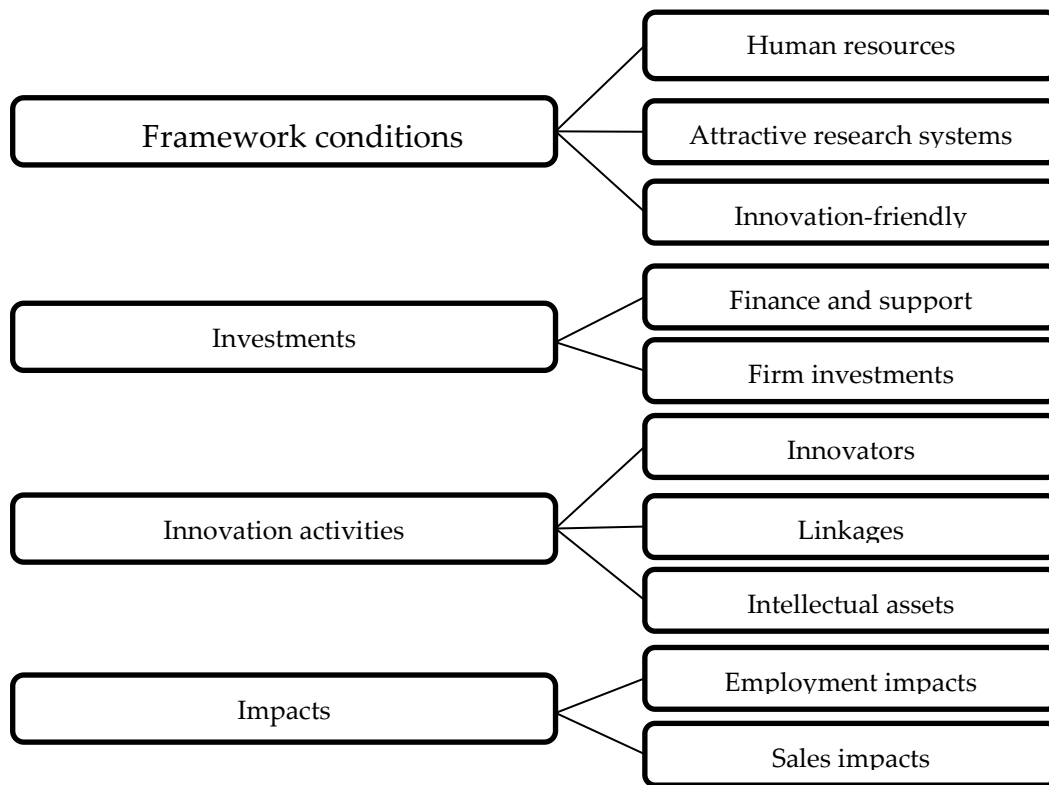 Framework conditions
Human resources
Attractive research systems
Innovation-friendly
Investments
Finance and support
Firm investments
Innovation activities
Innovators
Linkages
Intellectual assets
Impacts
Employment impacts
Sales impacts